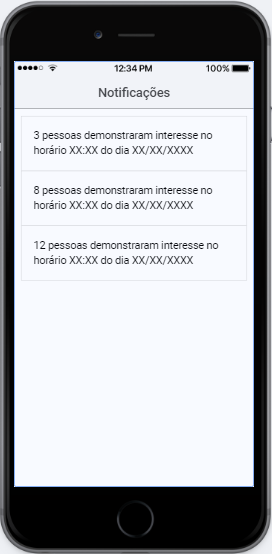 12:34 PM 100%
Notificações
3 pessoas demonstraram interesse no
horário XX:XX do dia XX/XX/XXXX
8 pessoas demonstraram interesse no
horário XX:XX do dia XX/XX/XXXX
12 pessoas demonstraram interesse no
horário XX:XX do dia XX/XX/XXXX